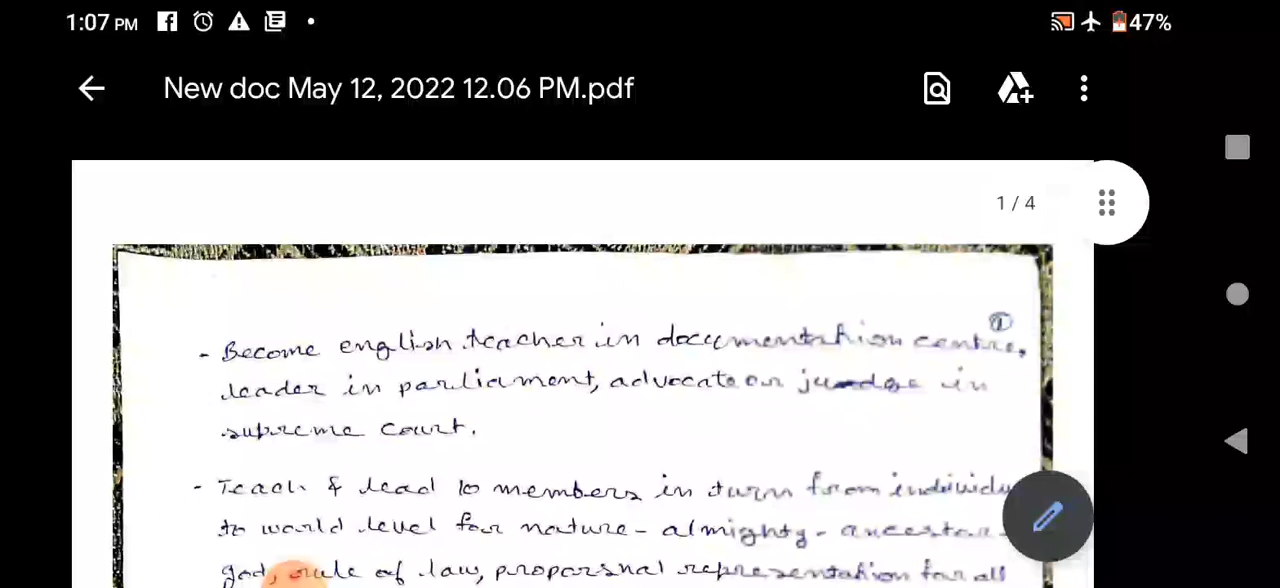 1:07 PM 47%
New doc May 12, 2022 12.06 PM.pdf
1 / 4
1
- Become english teacher in documentation centre,
leader in parliament, advocate or judge in
supreme court.
- Teach & lead 10 members in turn from individu
to world level for nature - almighty - ancestor -
god, rule of law, proporsnal representation for all